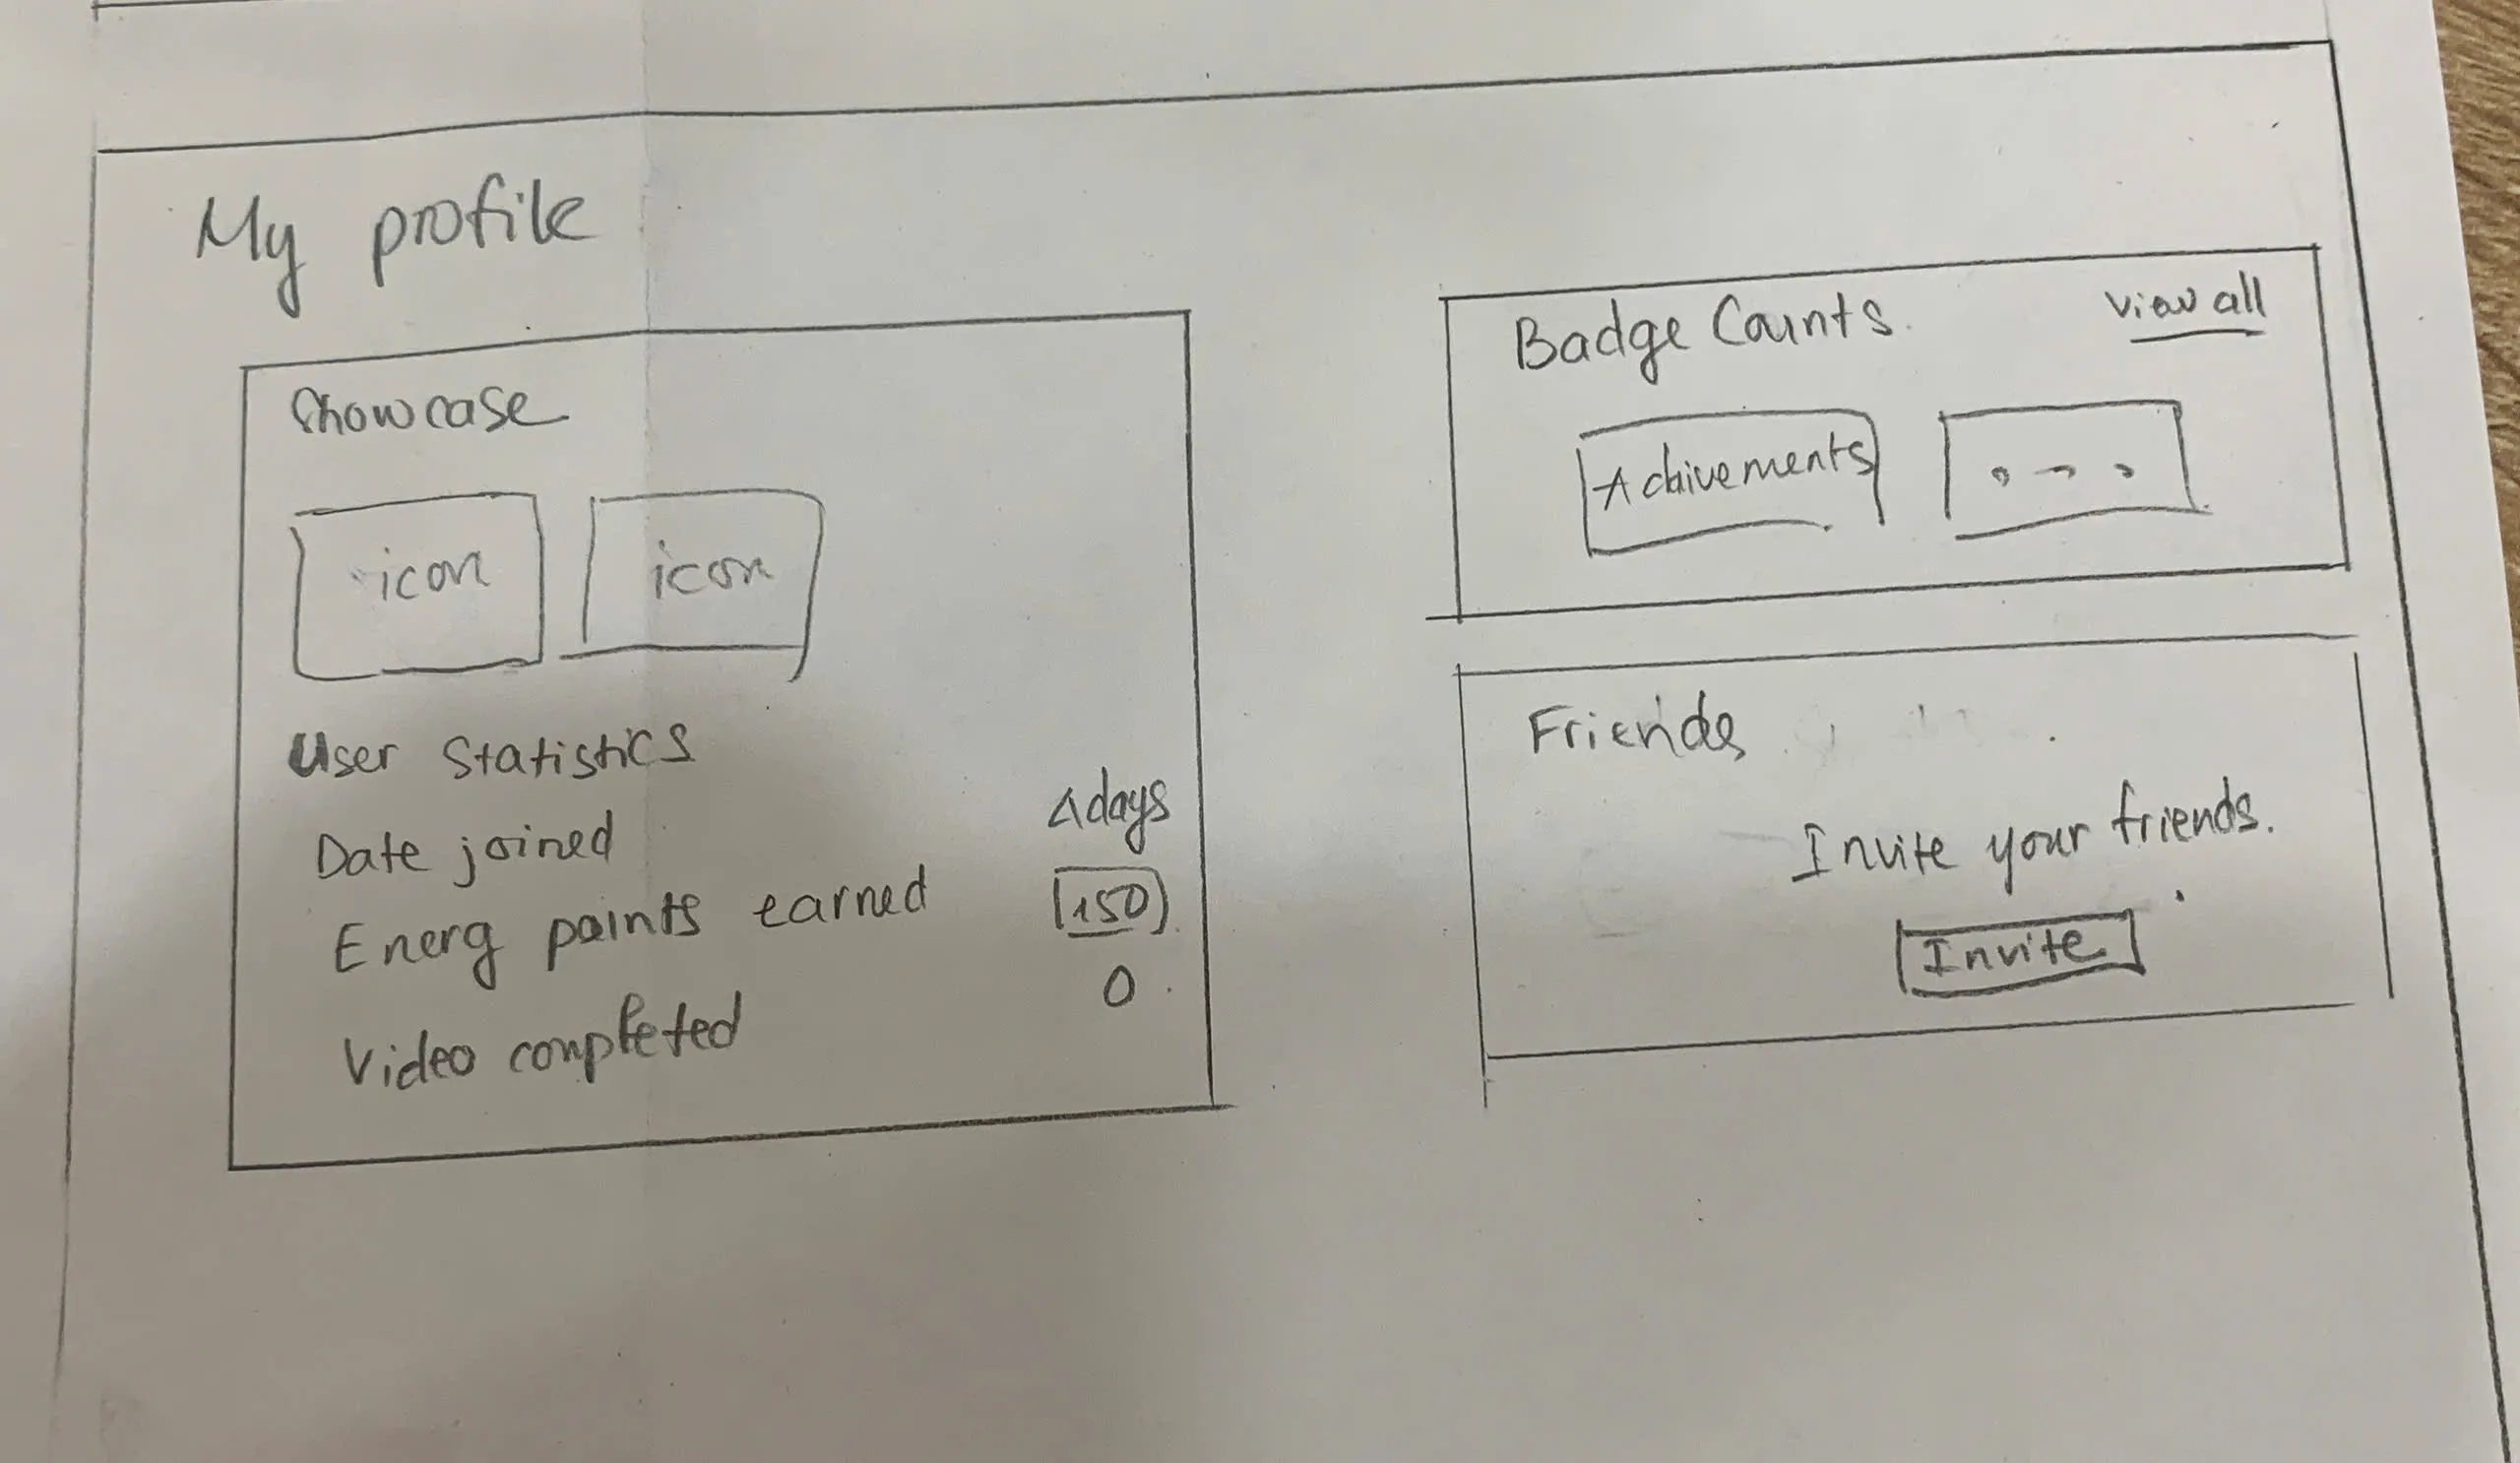 My profile
Showcase
icon icon
User Statistics
Date joined 4days
Energ points earned 150
Video completed 0
Badge Counts
View all
Achivements ...
Friends
Invite your friends.
Invite